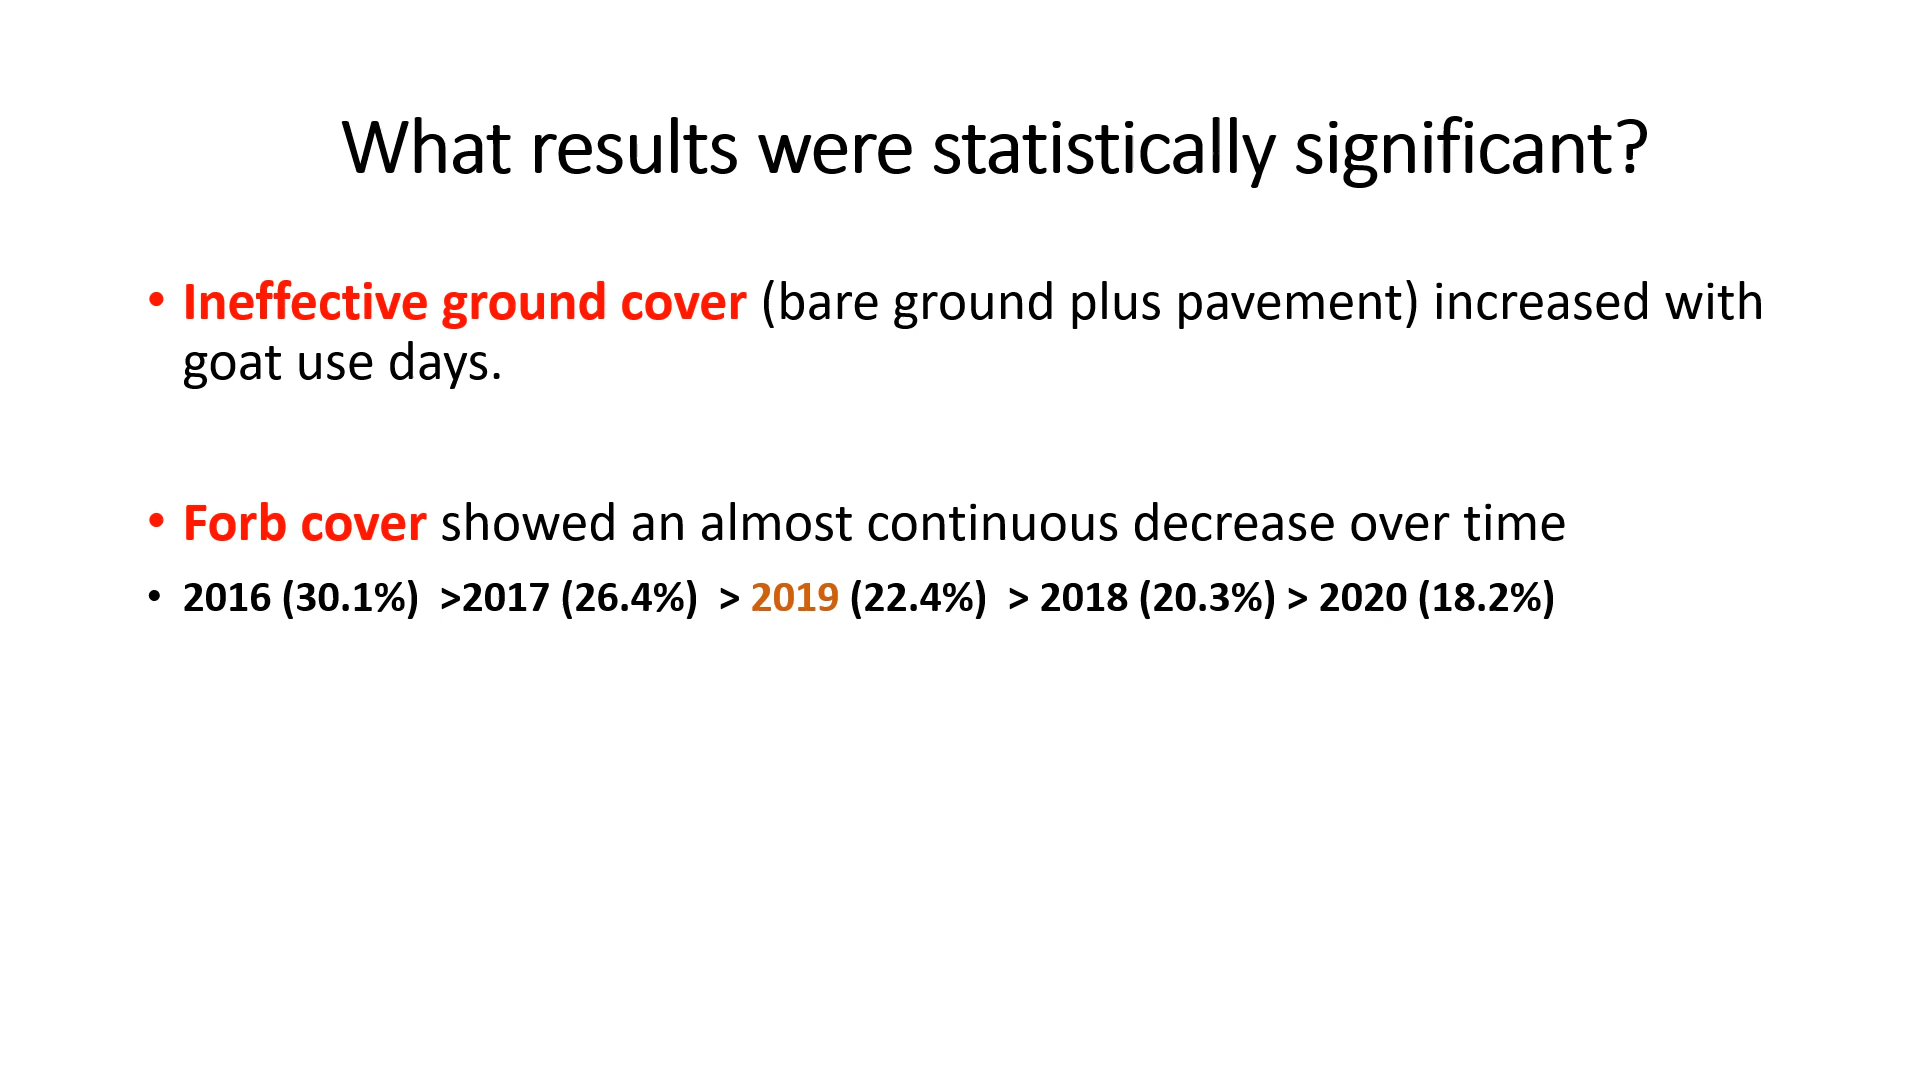 What results were statistically significant?
• Ineffective ground cover (bare ground plus pavement) increased with
goat use days.
• Forb cover showed an almost continuous decrease over time
• 2016 (30.1%)  >2017 (26.4%)  > 2019 (22.4%)  > 2018 (20.3%) > 2020 (18.2%)